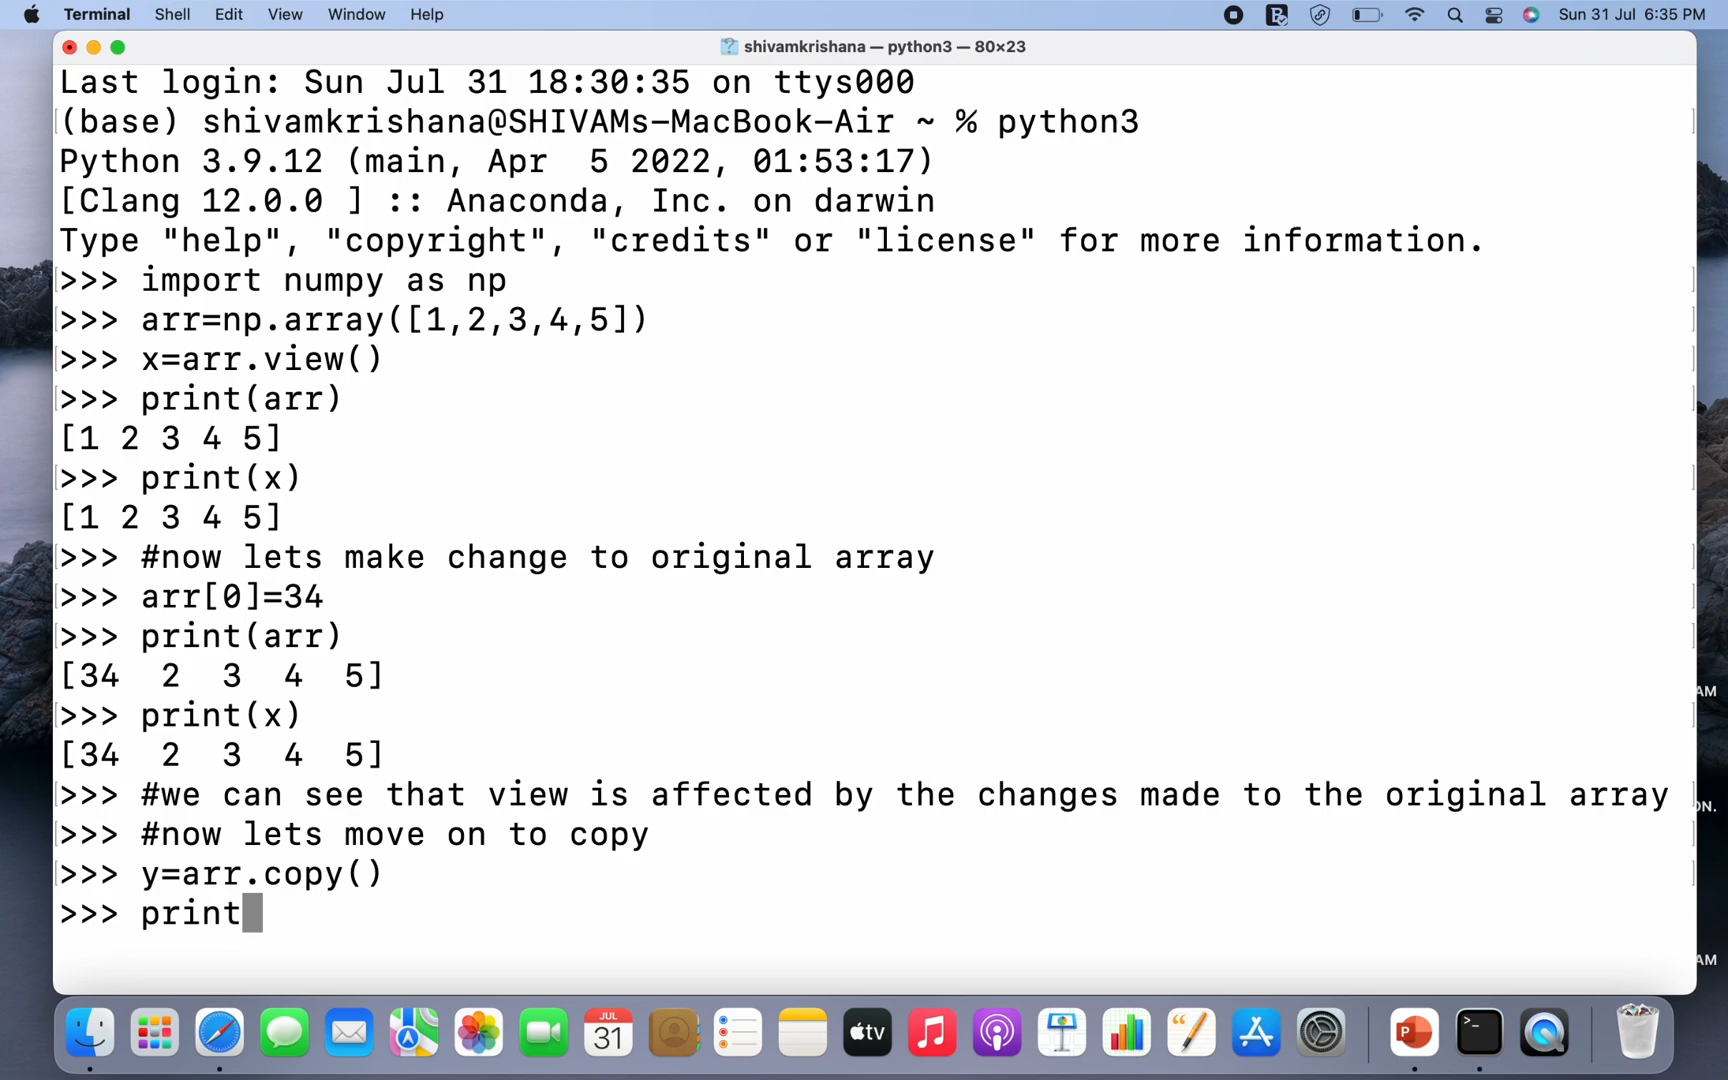 Terminal Shell Edit View Window Help Sun 31 Jul 6:35 PM
shivamkrishana — python3 — 80×23
Last login: Sun Jul 31 18:30:35 on ttys000
(base) shivamkrishana@SHIVAMs-MacBook-Air ~ % python3
Python 3.9.12 (main, Apr  5 2022, 01:53:17)
[Clang 12.0.0 ] :: Anaconda, Inc. on darwin
Type "help", "copyright", "credits" or "license" for more information.
>>> import numpy as np
>>> arr=np.array([1,2,3,4,5])
>>> x=arr.view()
>>> print(arr)
[1 2 3 4 5]
>>> print(x)
[1 2 3 4 5]
>>> #now lets make change to original array
>>> arr[0]=34
>>> print(arr)
[34  2  3  4  5]
>>> print(x)
[34  2  3  4  5]
>>> #we can see that view is affected by the changes made to the original array
>>> #now lets move on to copy
>>> y=arr.copy()
>>> print
AM
ON.
AM
JUL
31
tv
P
>_